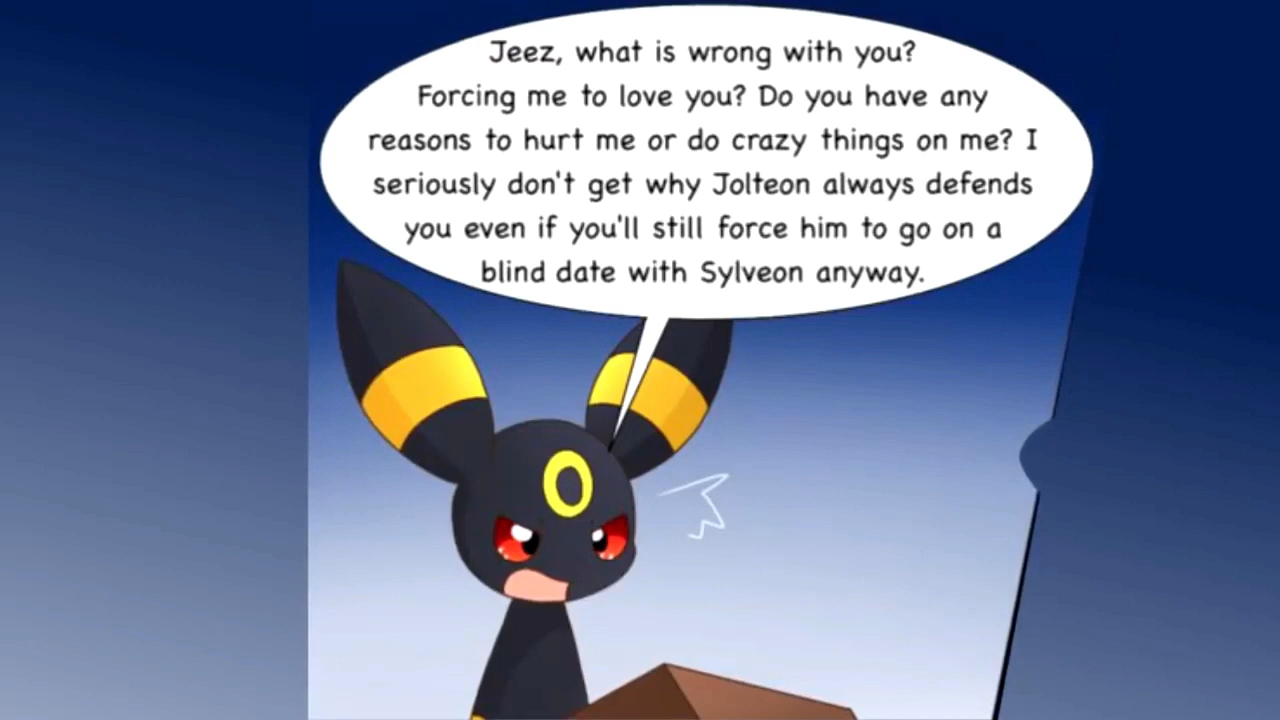 Jeez, what is wrong with you?
Forcing me to love you? Do you have any
reasons to hurt me or do crazy things on me? I
seriously don't get why Jolteon always defends
you even if you'll still force him to go on a
blind date with Sylveon anyway.